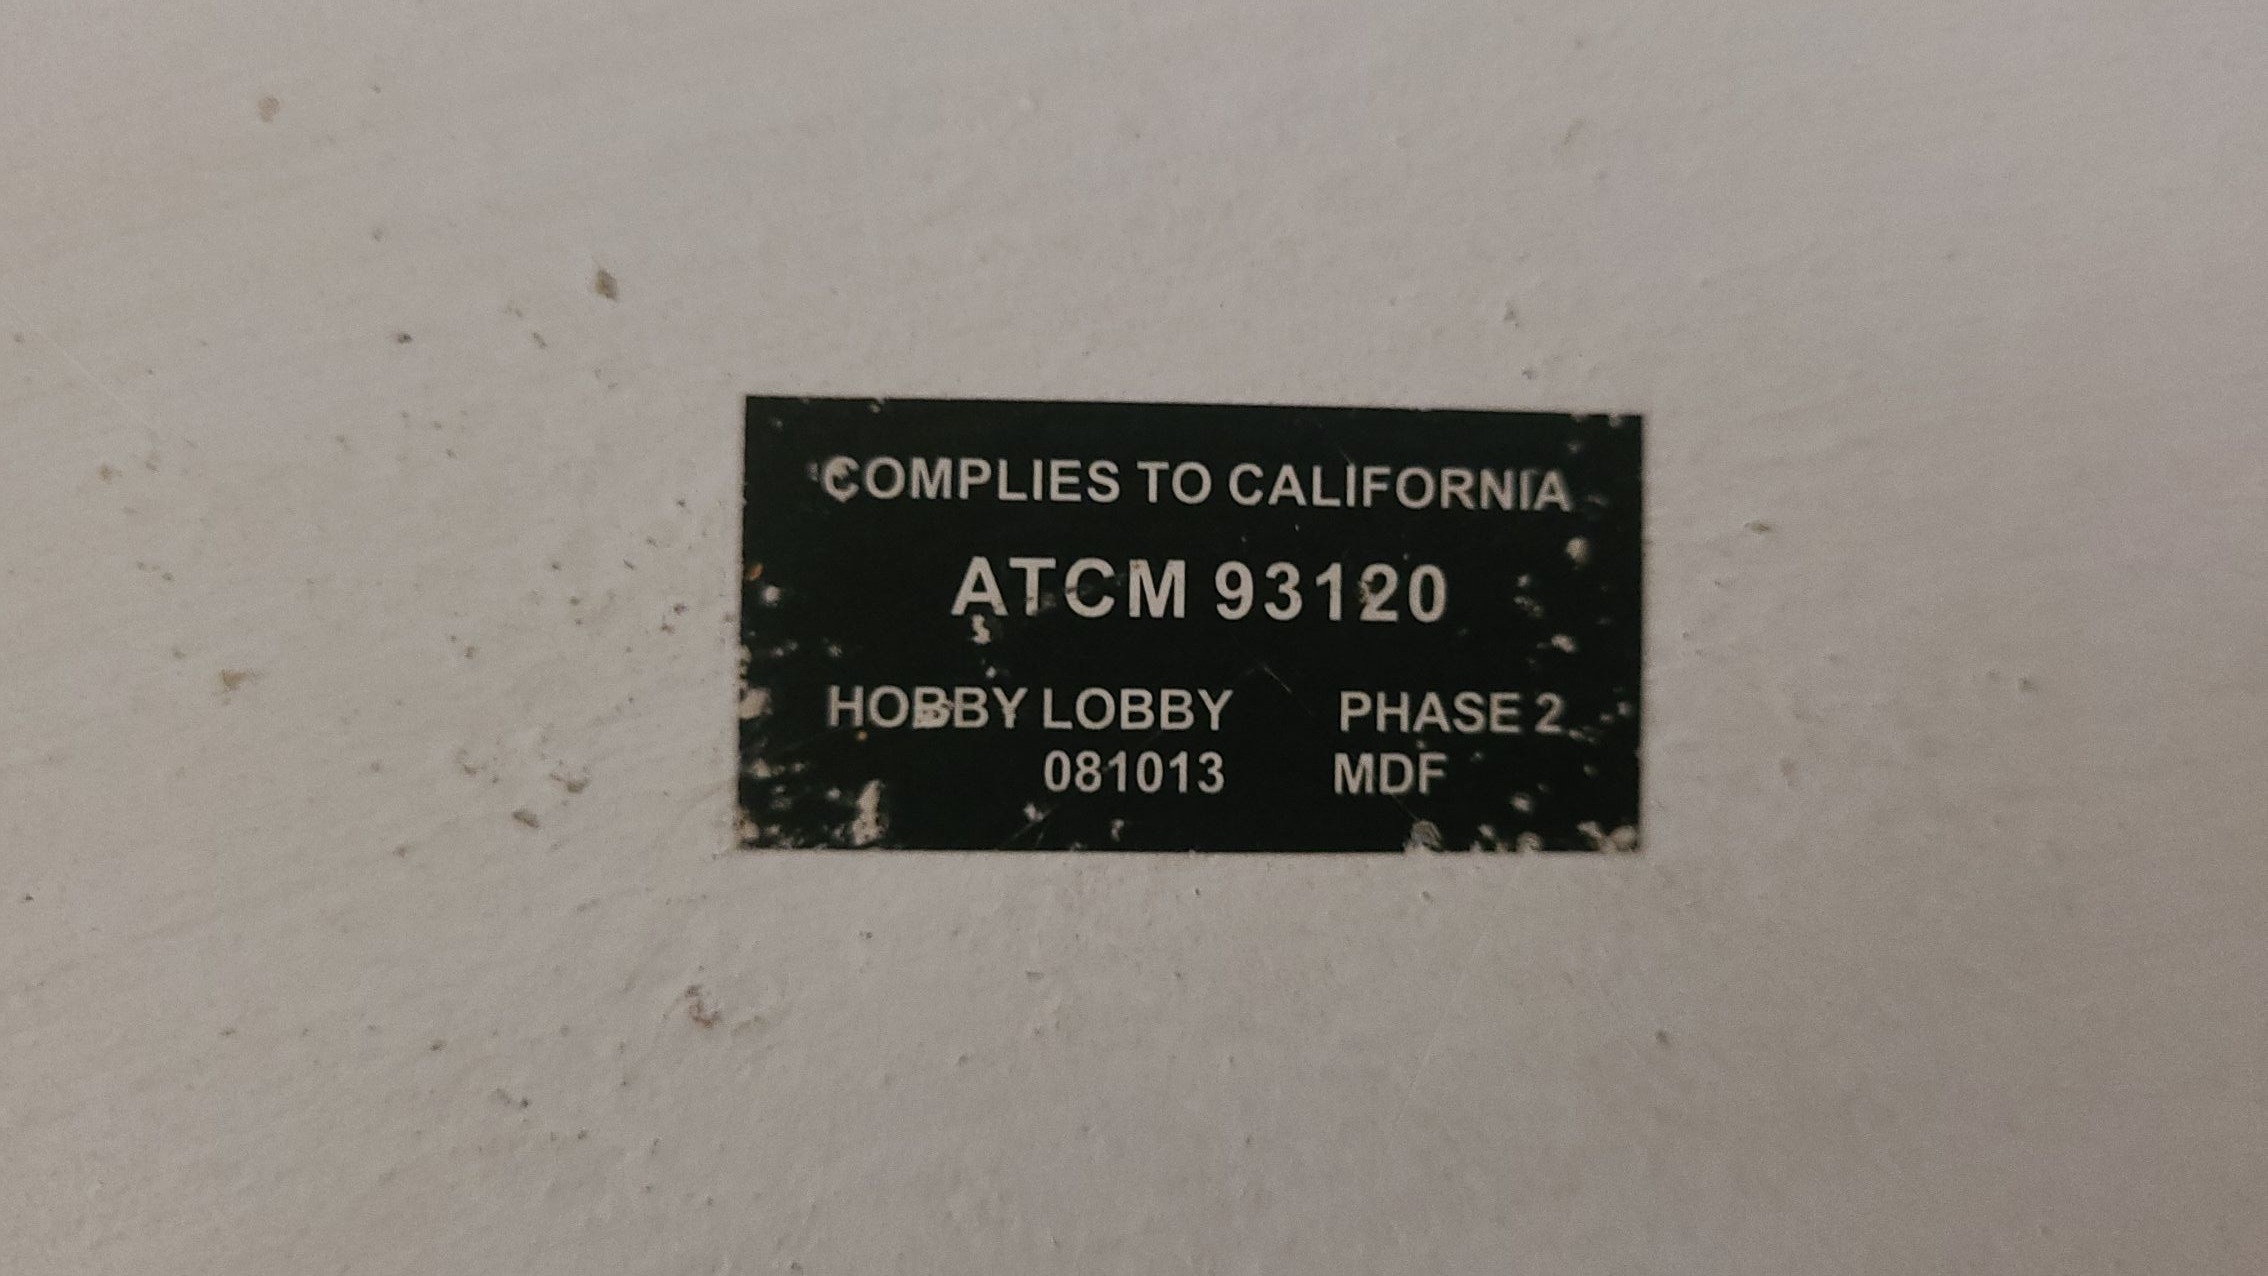 COMPLIES TO CALIFORNIA
ATCM 93120
HOBBY LOBBY PHASE 2
081013 MDF